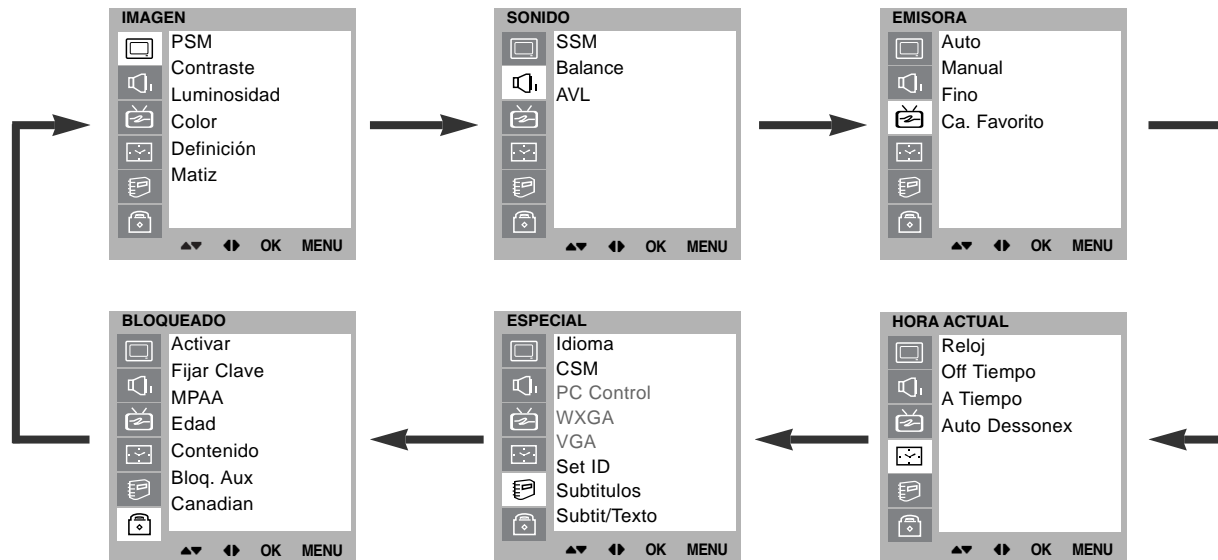 IMAGEN
PSM
Contraste
Luminosidad
Color
Definición
Matiz
OK MENU
SONIDO
SSM
Balance
AVL
OK MENU
EMISORA
Auto
Manual
Fino
Ca. Favorito
OK MENU
BLOQUEADO
Activar
Fijar Clave
MPAA
Edad
Contenido
Bloq. Aux
Canadian
OK MENU
ESPECIAL
Idioma
CSM
PC Control
WXGA
VGA
Set ID
Subtitulos
Subtit/Texto
OK MENU
HORA ACTUAL
Reloj
Off Tiempo
A Tiempo
Auto Dessonex
OK MENU